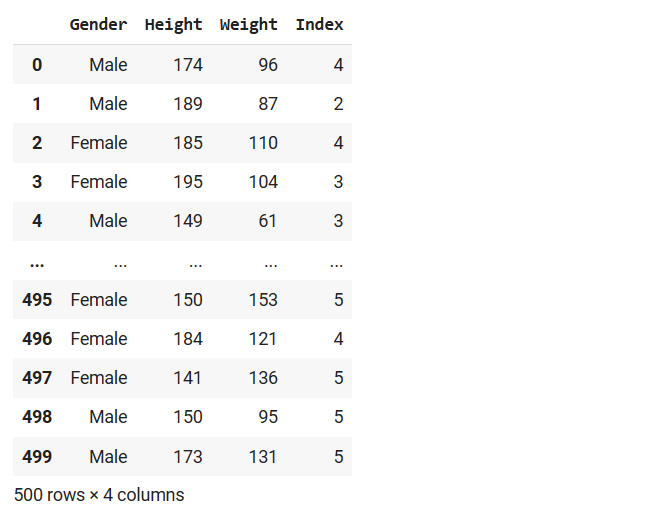 Gender Height Weight Index
0 Male 174 96 4
1 Male 189 87 2
2 Female 185 110 4
3 Female 195 104 3
4 Male 149 61 3
... ... ... ... ...
495 Female 150 153 5
496 Female 184 121 4
497 Female 141 136 5
498 Male 150 95 5
499 Male 173 131 5
500 rows × 4 columns